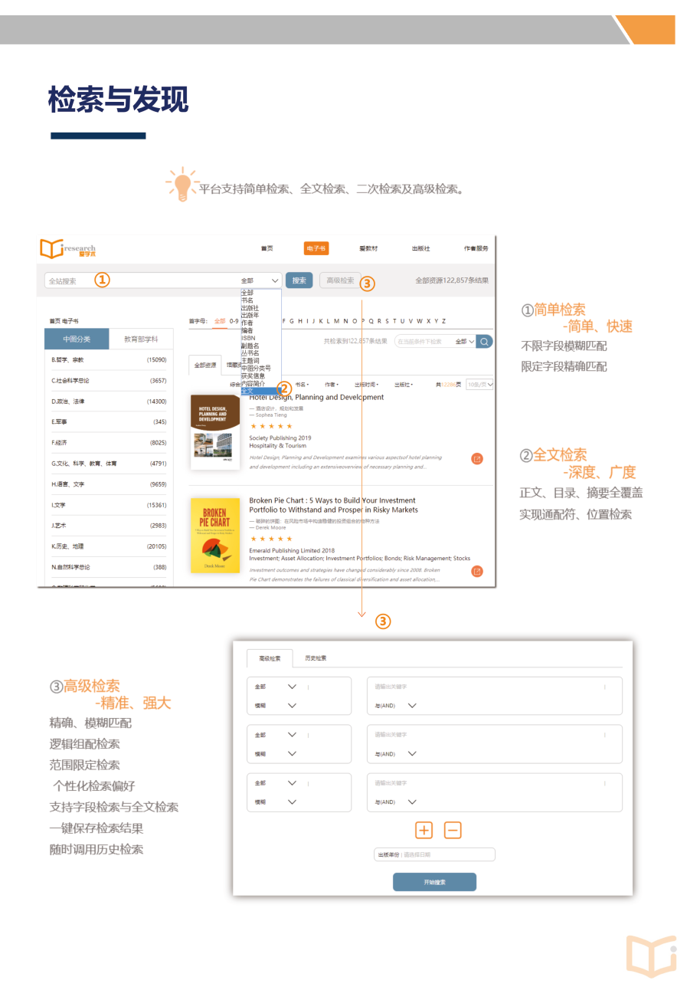 检索与发现
平台支持简单检索、全文检索、二次检索及高级检索。
iresearch
爱学术
首页 电子书 爱教材 出版社 作者服务
全站搜索 ① 全部 搜索 高级检索 ③ 全部资源122,857条结果
全部
书名
出版社
出版年
作者
编者
ISBN
副题名
丛书名
主题词
中图分类号
获奖信息
内容简介
全文 ②
首页 电子书
中图分类 教育部学科
B.哲学、宗教 (15090)
C.社会科学总论 (3657)
D.政治、法律 (14300)
E.军事 (345)
F.经济 (8025)
G.文化、科学、教育、体育 (4791)
H.语言、文字 (9659)
I.文学 (15361)
J.艺术 (2983)
K.历史、地理 (20105)
N.自然科学总论 (388)
首字母: 全部 0-9 F G H I J K L M N O P Q R S T U V W X Y Z
共检索到122,857条结果 在当前条件下检索 全部
全部资源 馆藏
综合 书名 作者 出版时间 出版社 共12286页 10条/页
HOTEL DESIGN,
PLANNING AND
DEVELOPMENT
Hotel Design, Planning and Development
— 酒店设计，规划和发展
— Sophea Tieng
★ ★ ★ ★ ★
Society Publishing 2019
Hospitality & Tourism
Hotel Design, Planning and Development examines various aspectsof hotel planning
and development including an extensiveoverview of necessary planning and...
BROKEN
PIE CHART
Derek Moore
Broken Pie Chart : 5 Ways to Build Your Investment
Portfolio to Withstand and Prosper in Risky Markets
— 破碎的饼图：在风险市场中构造稳健的投资组合的五种方法
— Derek Moore
★ ★ ★ ★ ★
Emerald Publishing Limited 2018
Investment; Asset Allocation; Investment Portfolios; Bonds; Risk Management; Stocks
Investment outcomes and strategies have changed considerably since 2008. Broken
Pie Chart demonstrates the failures of classical diversification and asset allocation,...
①简单检索
-简单、快速
不限字段模糊匹配
限定字段精确匹配
②全文检索
-深度、广度
正文、目录、摘要全覆盖
实现通配符、位置检索
③
③高级检索
-精准、强大
精确、模糊匹配
逻辑组配检索
范围限定检索
个性化检索偏好
支持字段检索与全文检索
一键保存检索结果
随时调用历史检索
高级检索 历史检索
全部 请输出关键字
模糊 与(AND)
全部 请输出关键字
模糊 与(AND)
全部 请输出关键字
模糊 与(AND)
出版年份 请选择日期
开始搜索